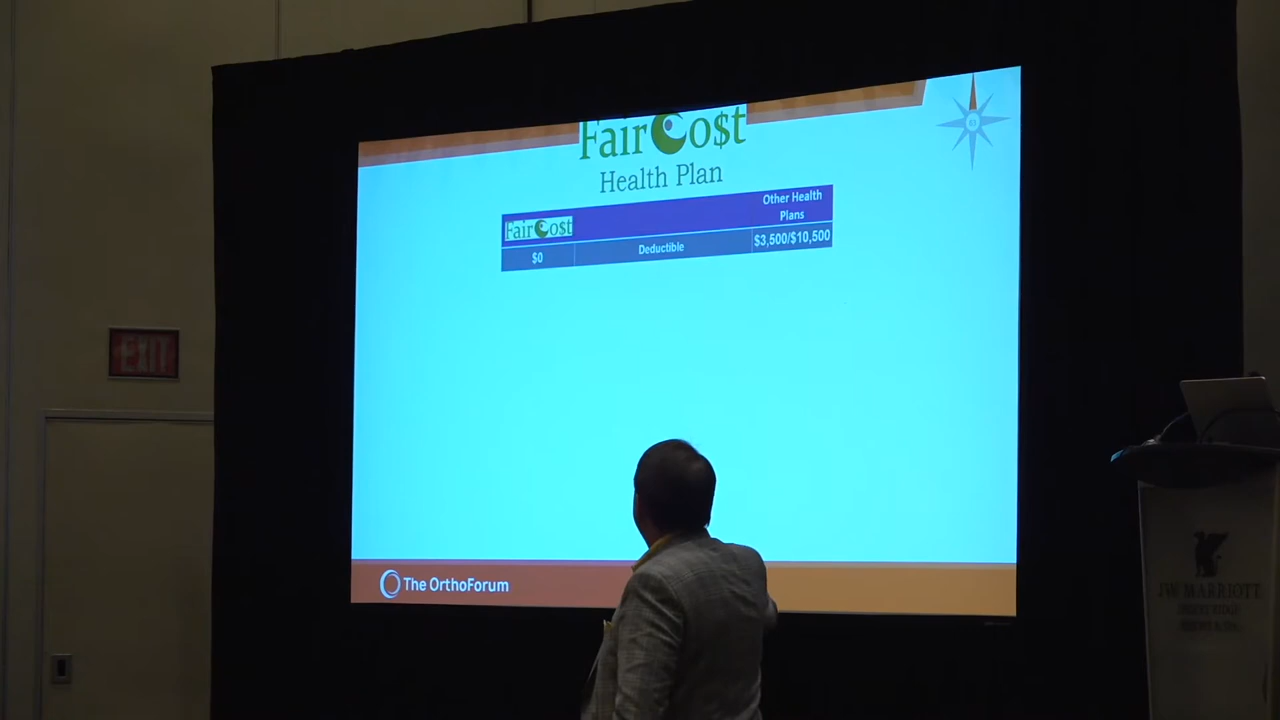 FairCo$t
Health Plan
FairCo$t
Other Health
Plans
$0
Deductible
$3,500/$10,500
EXIT
The OrthoForum
JW MARRIOTT